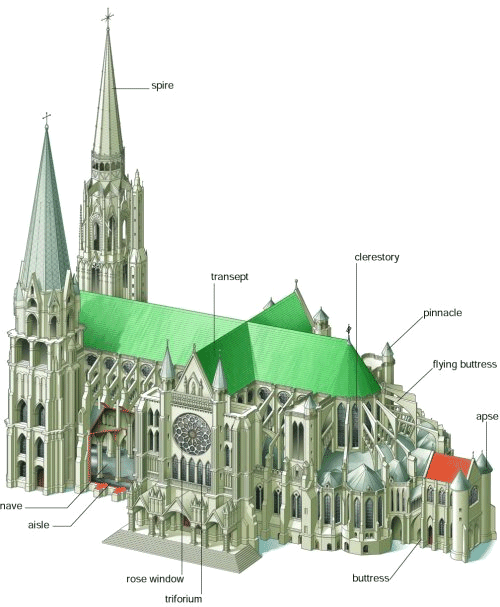 spire
clerestory
transept
pinnacle
flying buttress
apse
nave
aisle
rose window
buttress
triforium